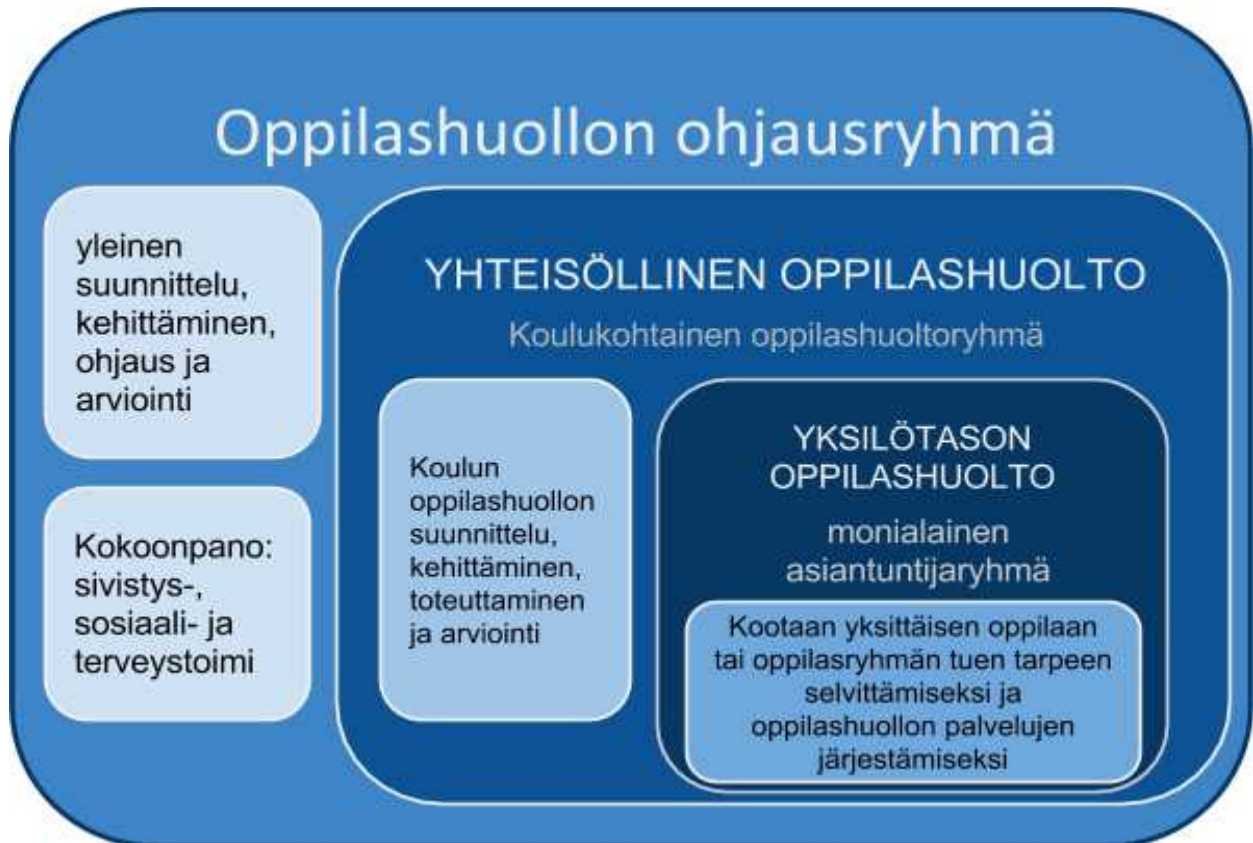 Oppilashuollon ohjausryhmä
yleinen
suunnittelu,
kehittäminen,
ohjaus ja
arviointi
Kokoonpano:
sivistys-,
sosiaali- ja
terveystoimi
YHTEISÖLLINEN OPPILASHUOLTO
Koulukohtainen oppilashuoltoryhmä
Koulun
oppilashuollon
suunnittelu,
kehittäminen,
toteuttaminen
ja arviointi
YKSILÖTASON
OPPILASHUOLTO
monialainen
asiantuntijaryhmä
Kootaan yksittäisen oppilaan
tai oppilasryhmän tuen tarpeen
selvittämiseksi ja
oppilashuollon palvelujen
järjestämiseksi